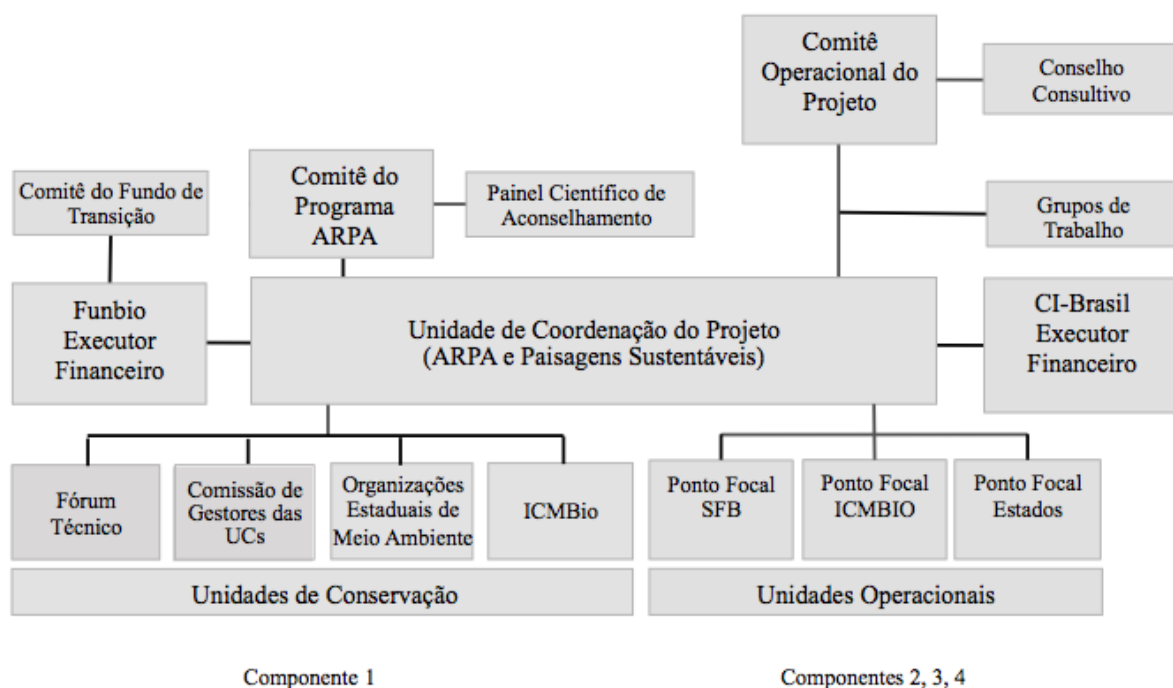 Comitê
Operacional do
Projeto
Conselho
Consultivo
Comitê do Fundo de
Transição
Comitê do
Programa
ARPA
Painel Científico de
Aconselhamento
Grupos de
Trabalho
Funbio
Executor
Financeiro
Unidade de Coordenação do Projeto
(ARPA e Paisagens Sustentáveis)
CI-Brasil
Executor
Financeiro
Fórum
Técnico
Comissão de
Gestores das
UCs
Organizações
Estaduais de
Meio Ambiente
ICMBio
Ponto Focal
SFB
Ponto Focal
ICMBIO
Ponto Focal
Estados
Unidades de Conservação
Unidades Operacionais
Componente 1
Componentes 2, 3, 4